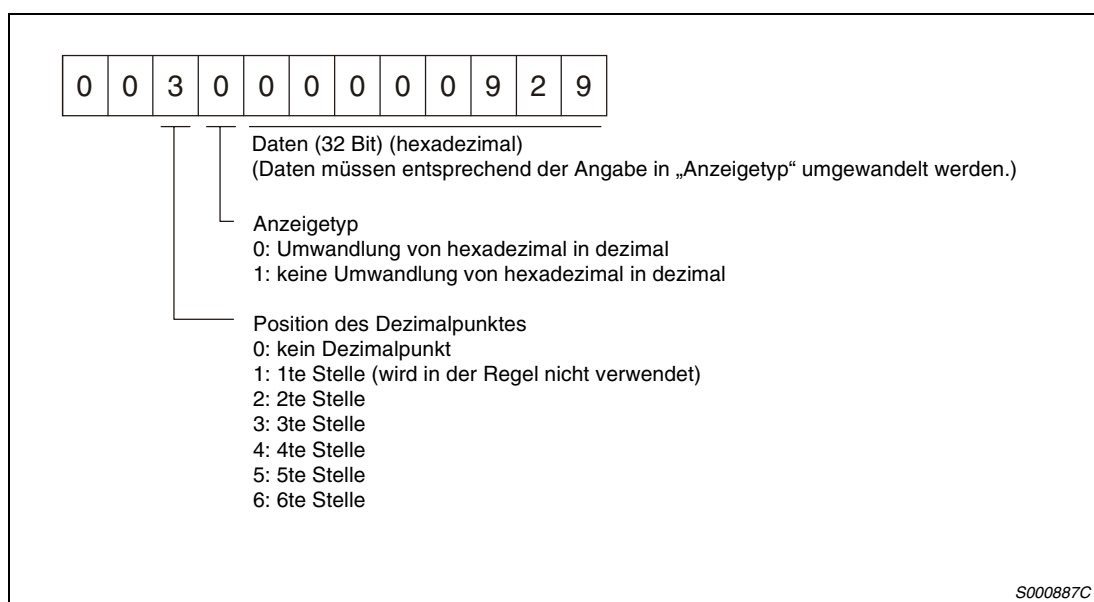 0 0 3 0 0 0 0 0 0 9 2 9
Daten (32 Bit) (hexadezimal)
(Daten müssen entsprechend der Angabe in „Anzeigetyp“ umgewandelt werden.)
Anzeigetyp
0: Umwandlung von hexadezimal in dezimal
1: keine Umwandlung von hexadezimal in dezimal
Position des Dezimalpunktes
0: kein Dezimalpunkt
1: 1te Stelle (wird in der Regel nicht verwendet)
2: 2te Stelle
3: 3te Stelle
4: 4te Stelle
5: 5te Stelle
6: 6te Stelle
S000887C